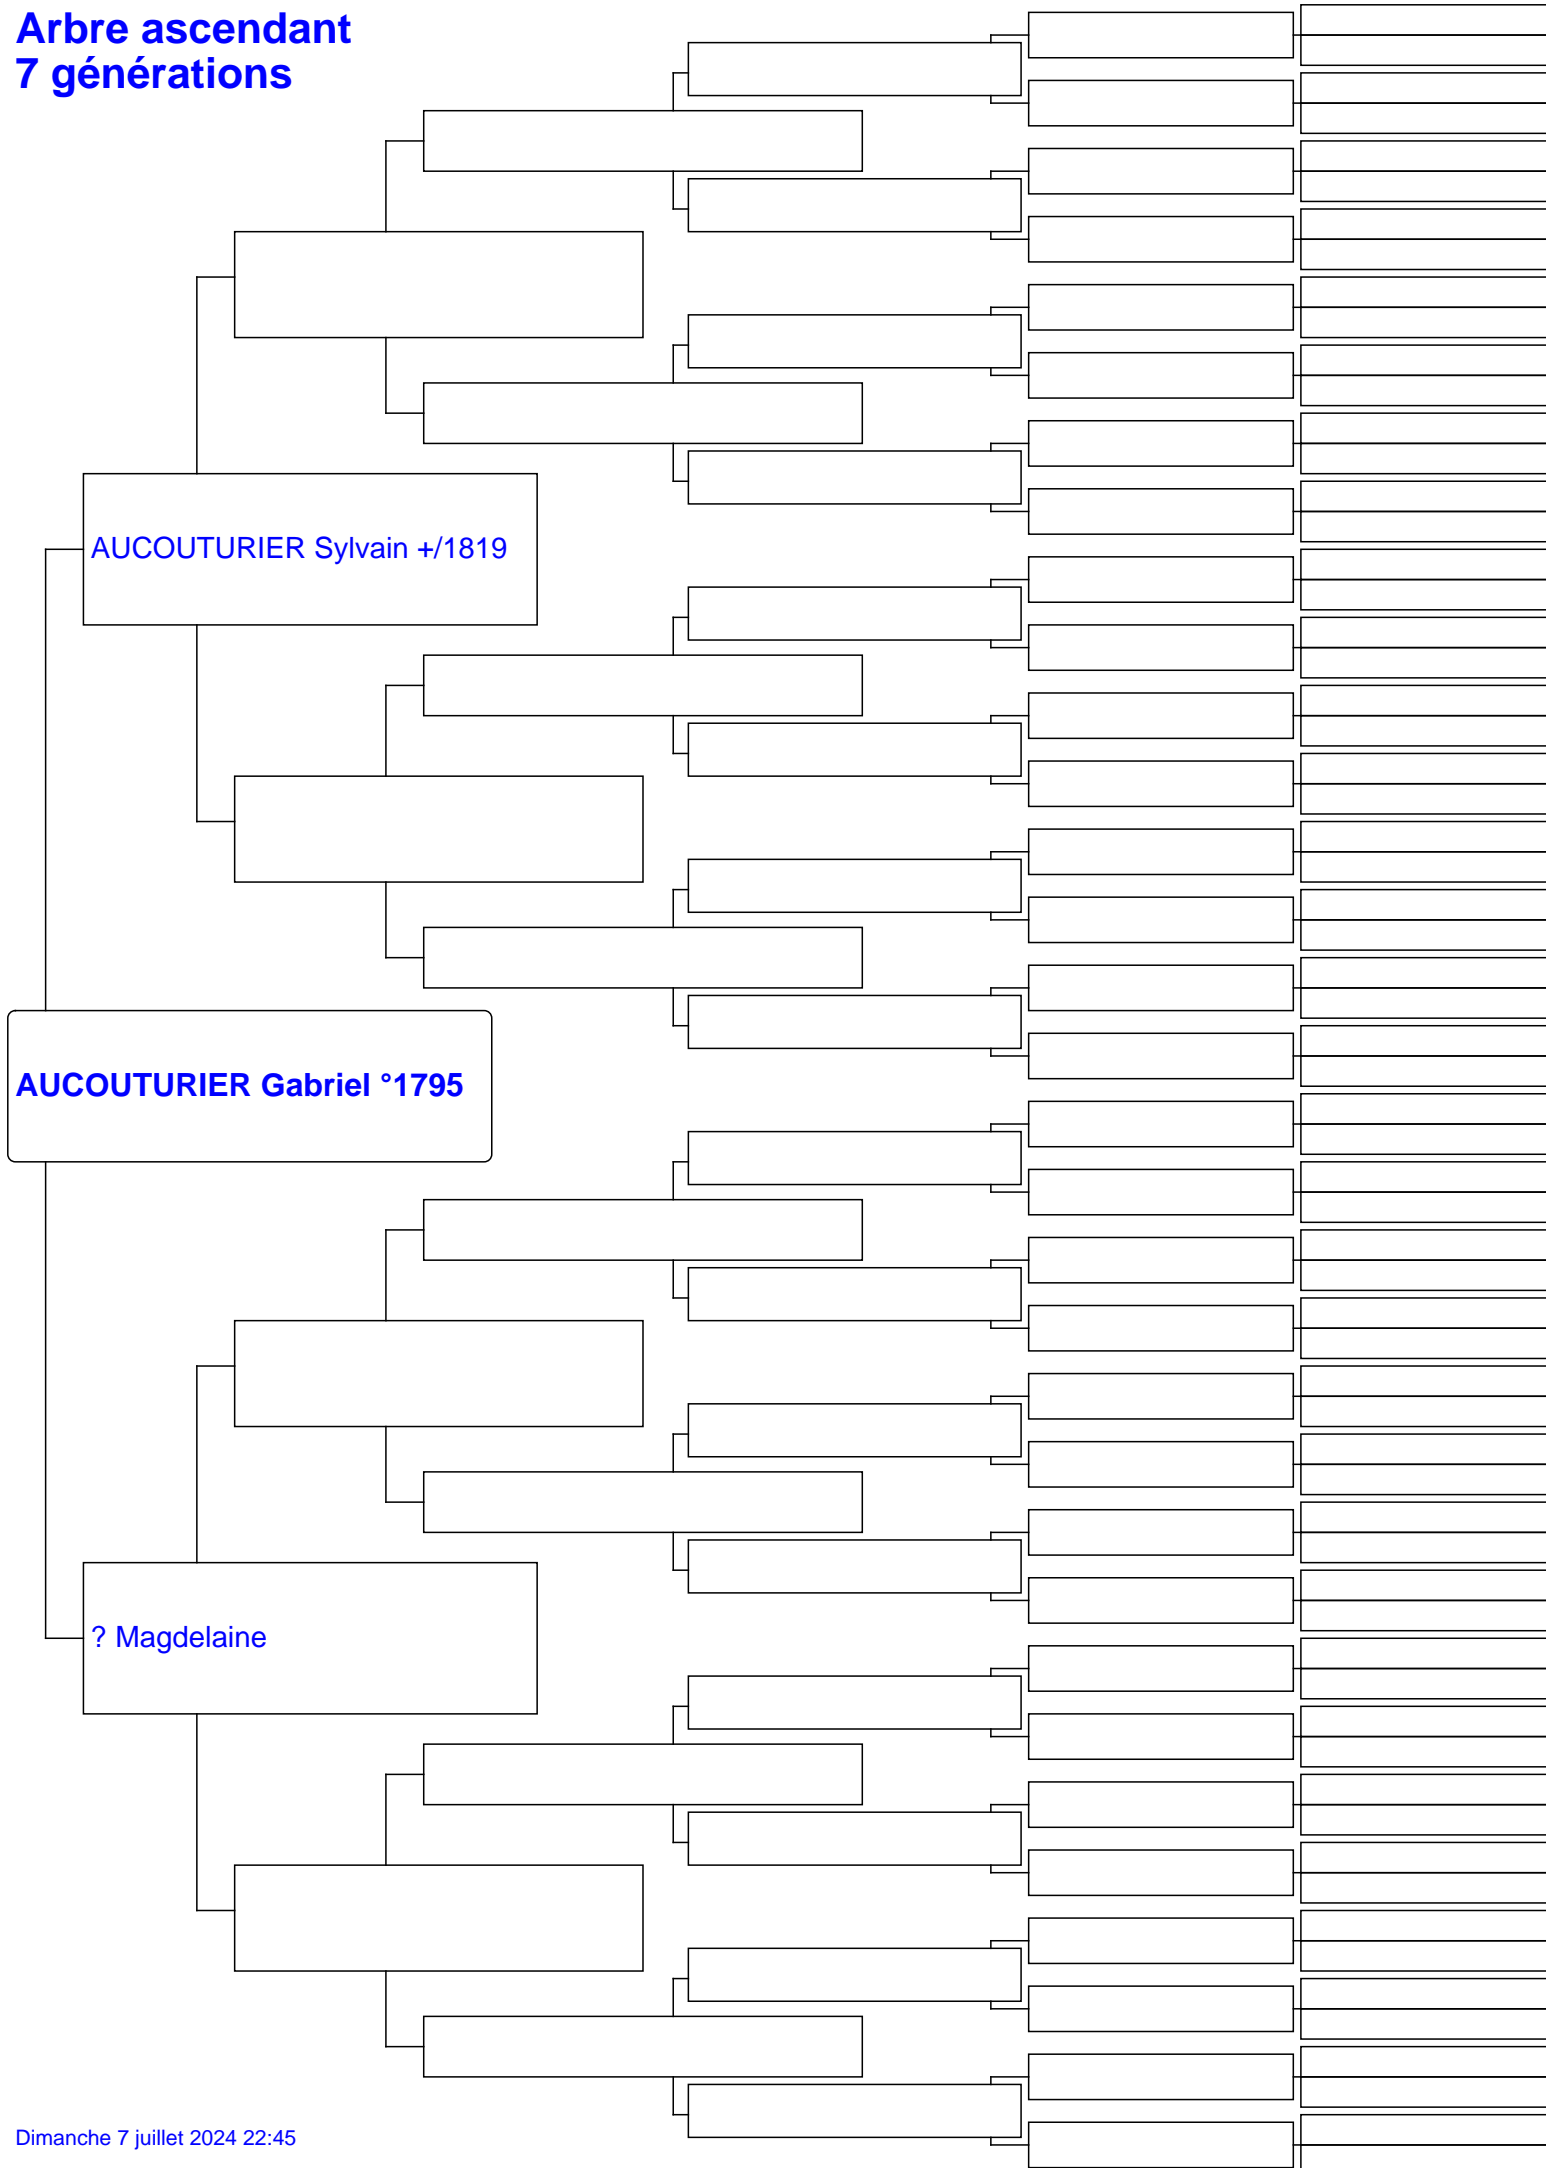 Arbre ascendant
7 générations
AUCOUTURIER Sylvain +/1819
AUCOUTURIER Gabriel °1795
? Magdelaine
Dimanche 7 juillet 2024 22:45